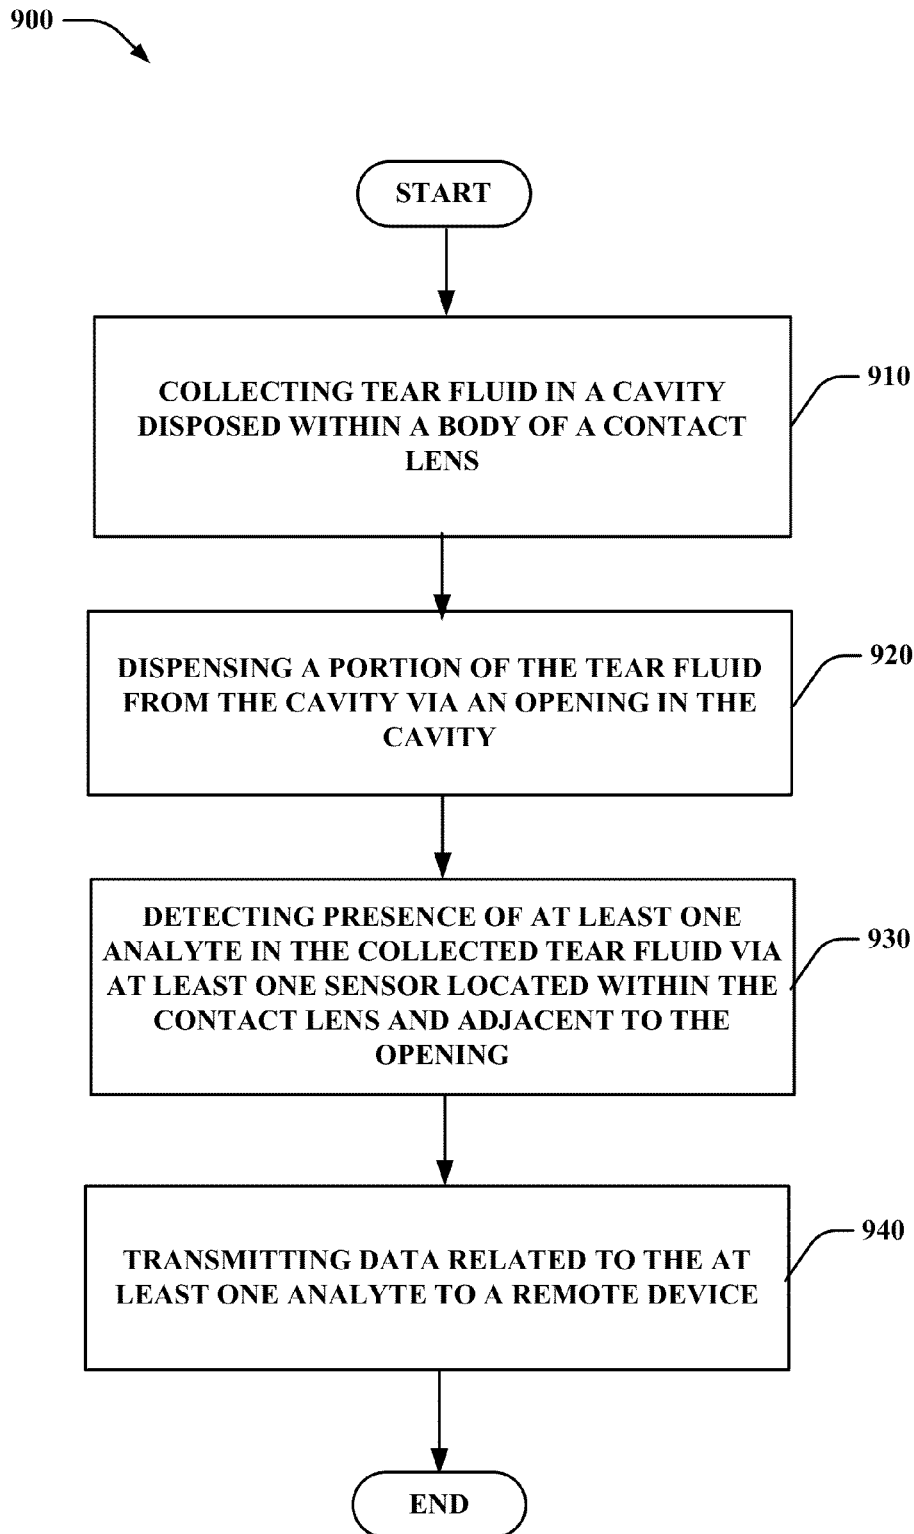 900
START
COLLECTING TEAR FLUID IN A CAVITY
DISPOSED WITHIN A BODY OF A CONTACT
LENS
910
DISPENSING A PORTION OF THE TEAR FLUID
FROM THE CAVITY VIA AN OPENING IN THE
CAVITY
920
DETECTING PRESENCE OF AT LEAST ONE
ANALYTE IN THE COLLECTED TEAR FLUID VIA
AT LEAST ONE SENSOR LOCATED WITHIN THE
CONTACT LENS AND ADJACENT TO THE
OPENING
930
TRANSMITTING DATA RELATED TO THE AT
LEAST ONE ANALYTE TO A REMOTE DEVICE
940
END